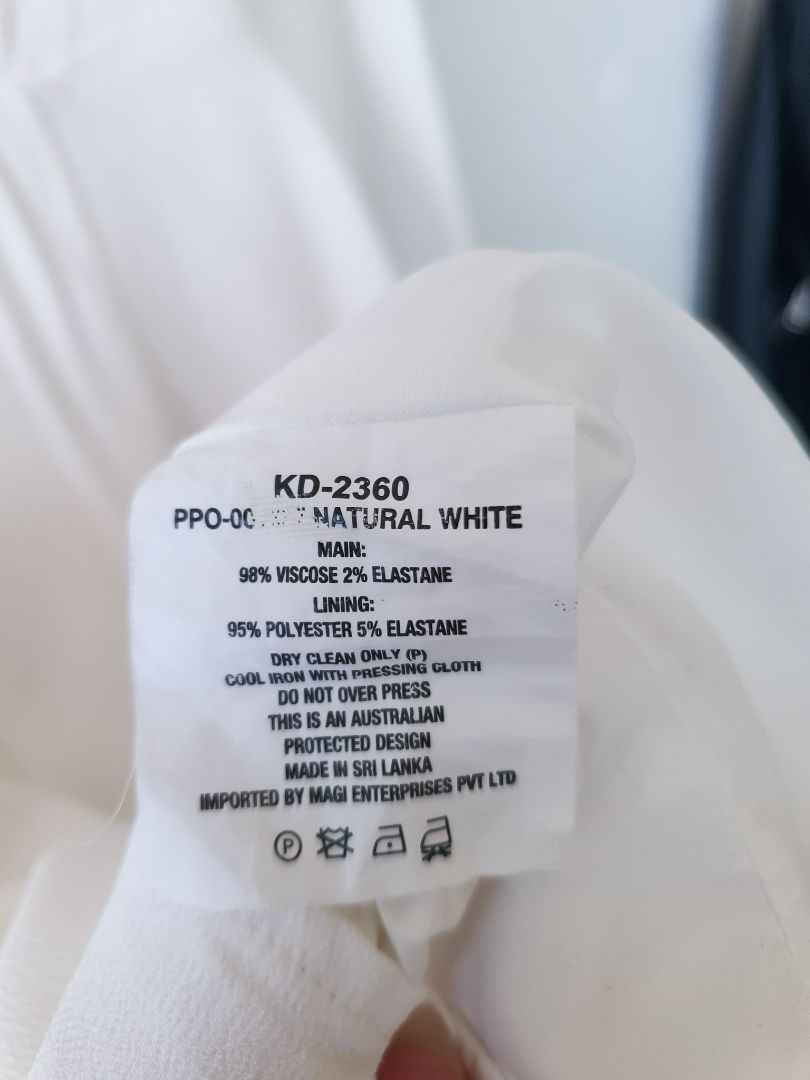 KD-2360
NATURAL WHITE
MAIN:
98% VISCOSE 2% ELASTANE
LINING:
95% POLYESTER 5% ELASTANE
DRY CLEAN ONLY (P)
COOL IRON WITH PRESSING CLOTH
DO NOT OVER PRESS
THIS IS AN AUSTRALIAN
PROTECTED DESIGN
MADE IN SRI LANKA
IMPORTED BY MAGI ENTERPRISES PVT LTD
P